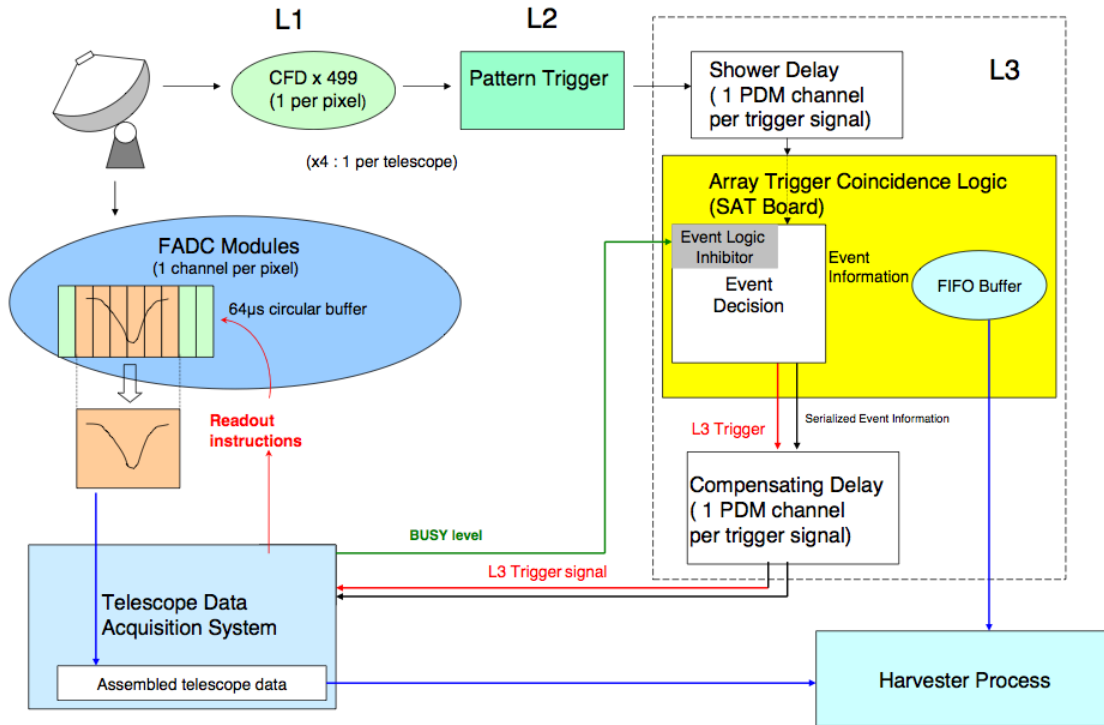 L1
L2
L3
CFD x 499
(1 per pixel)
Pattern Trigger
Shower Delay
( 1 PDM channel
per trigger signal)
(x4 : 1 per telescope)
Array Trigger Coincidence Logic
(SAT Board)
Event Logic
Inhibitor
Event
Decision
Event
Information
FIFO Buffer
FADC Modules
(1 channel per pixel)
64µs circular buffer
Readout
instructions
L3 Trigger
Serialized Event Information
Compensating Delay
( 1 PDM channel
per trigger signal)
BUSY level
L3 Trigger signal
Telescope Data
Acquisition System
Assembled telescope data
Harvester Process